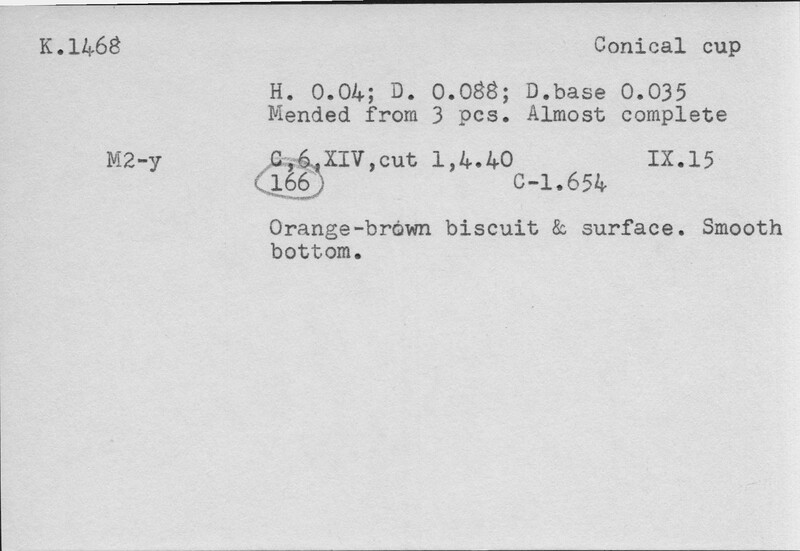 K.1468 Conical cup
H. 0.04; D. 0.088; D.base 0.035
Mended from 3 pcs. Almost complete
M2-y C,6,XIV,cut 1,4.40 IX.15
166 C-1.654
Orange-brown biscuit & surface. Smooth
bottom.